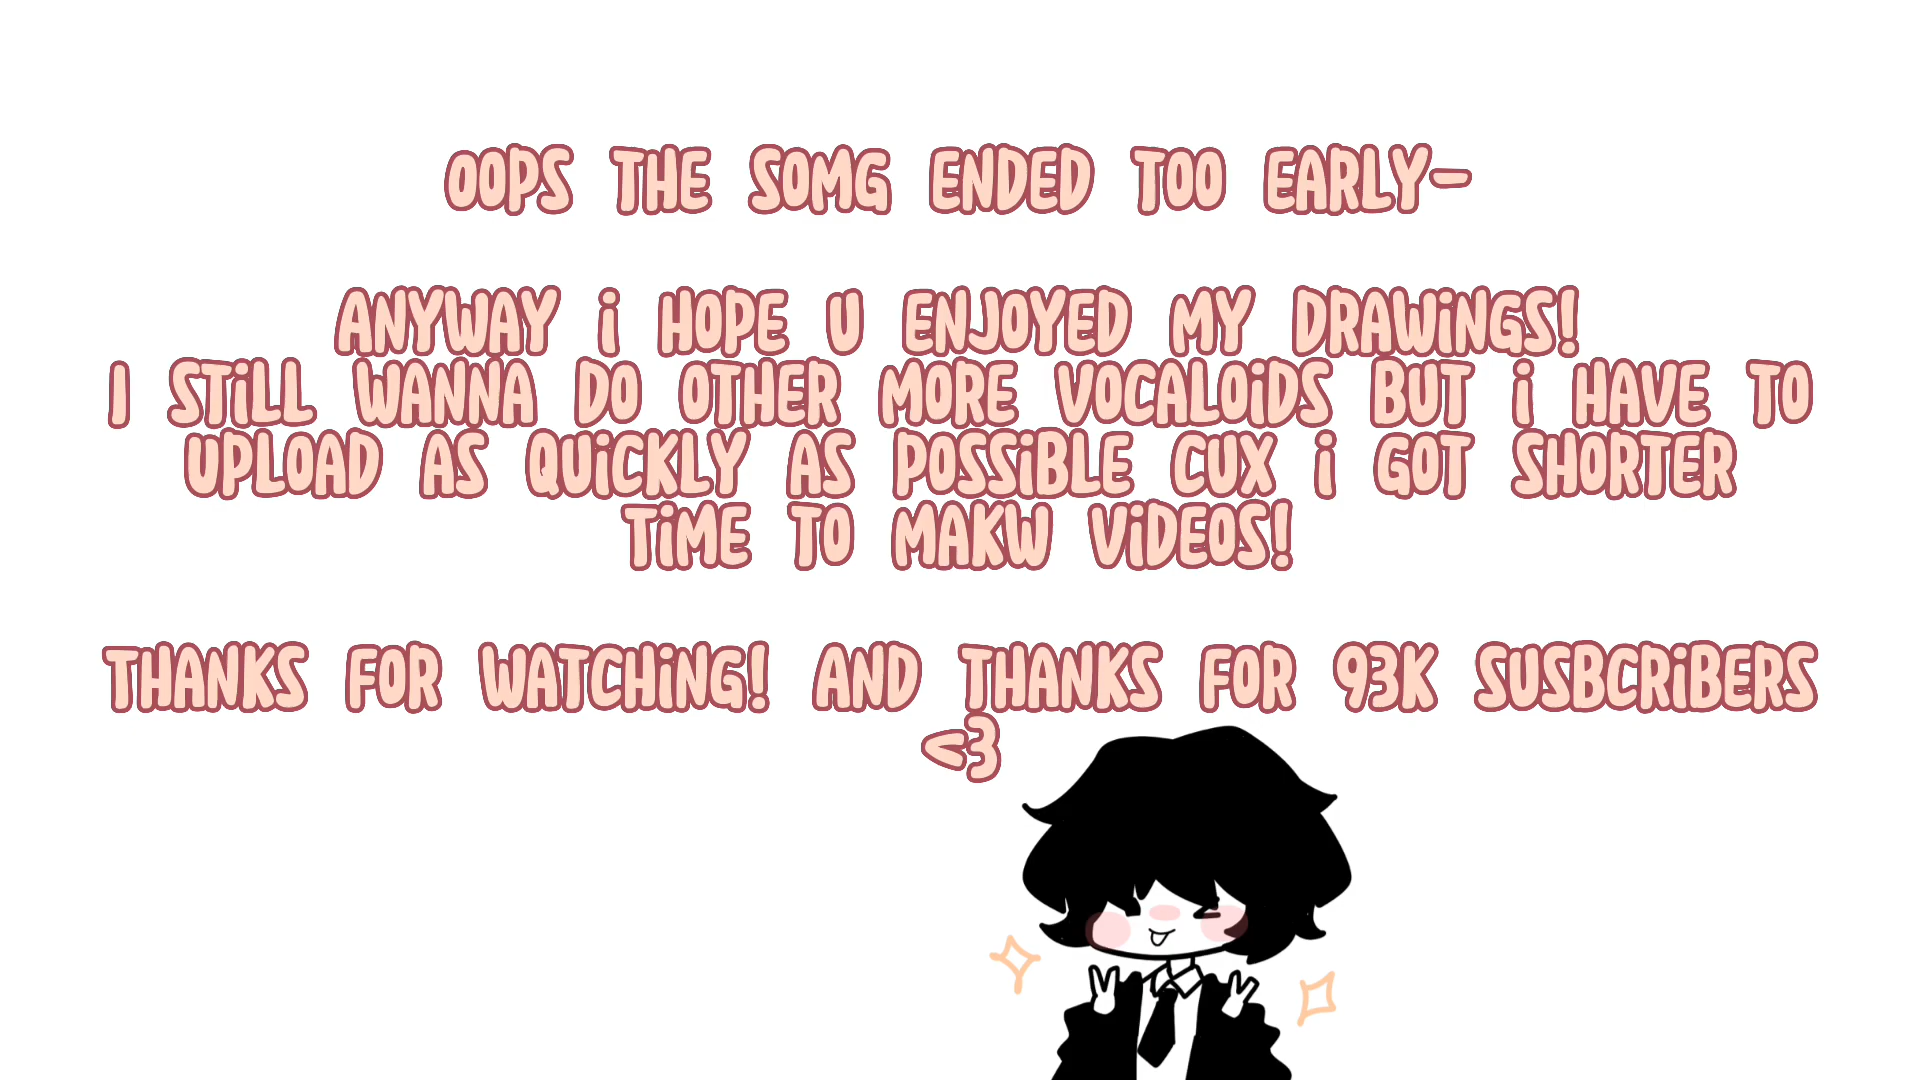 OOPS THE SOMG ENDED TOO EARLY-
ANYWAY i HOPE U ENJOYED MY DRAWiNGS!
I STiLL WANNA DO OTHER MORE VOCALOiDS BUT i HAVE TO
UPLOAD AS QUiCKLY AS POSSiBLE CUX i GOT SHORTER
TiME TO MAKW ViDEOS!
THANKS FOR WATCHiNG! AND THANKS FOR 93K SUSBCRiBERS
<3